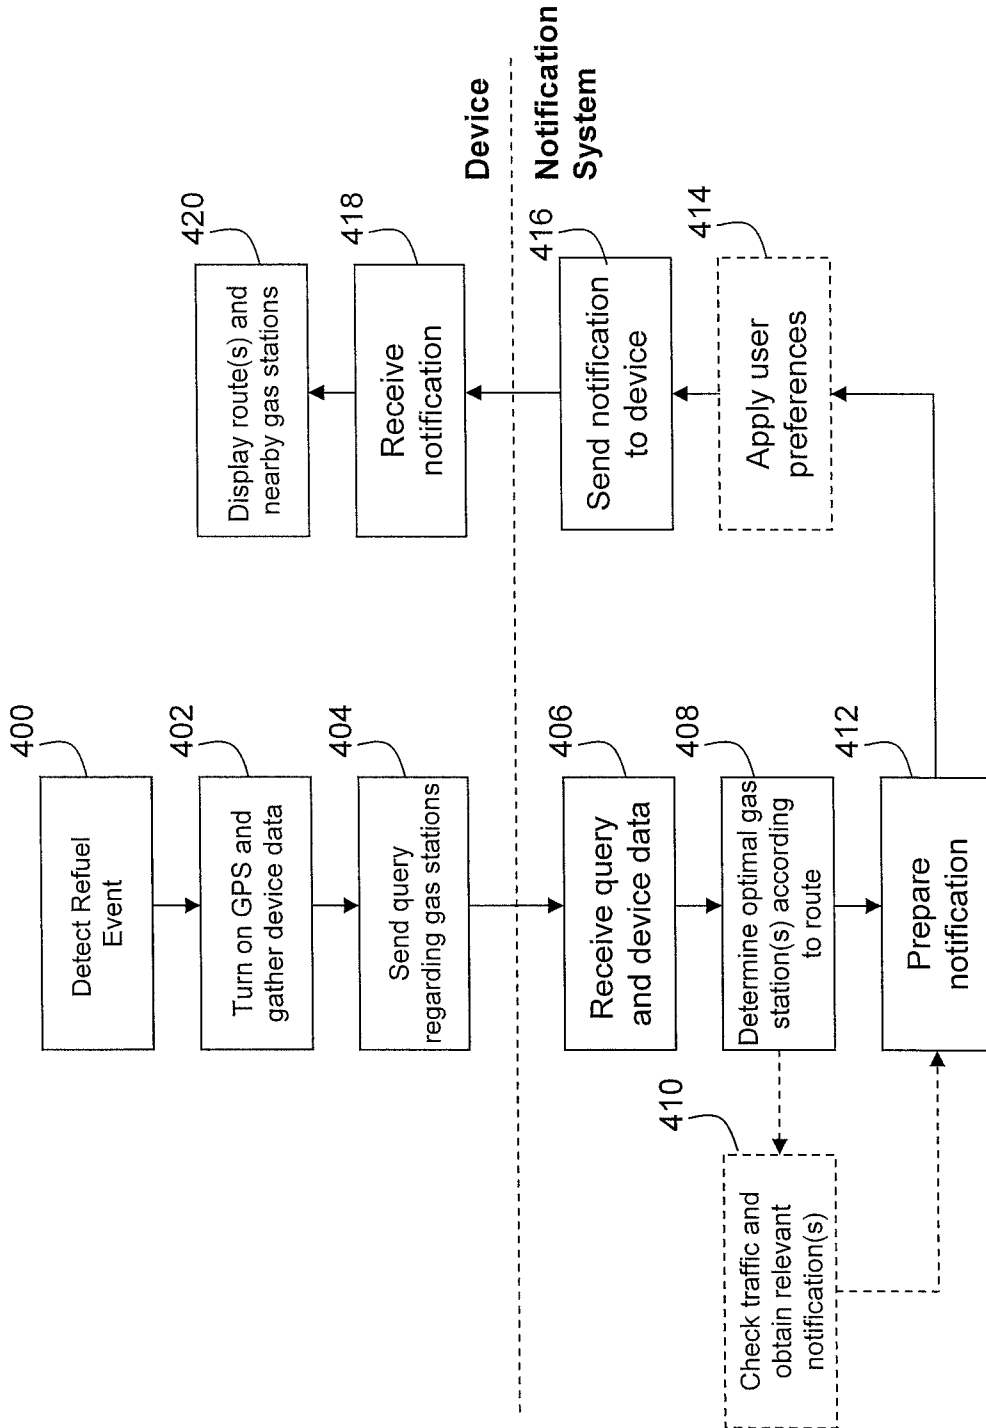 400
Detect Refuel
Event
402
Turn on GPS and
gather device data
404
Send query
regarding gas stations
406
Receive query
and device data
408
Determine optimal gas
station(s) according
to route
410
Check traffic and
obtain relevant
notification(s)
412
Prepare
notification
414
Apply user
preferences
416
Send notification
to device
418
Receive
notification
420
Display route(s) and
nearby gas stations
Device
Notification
System